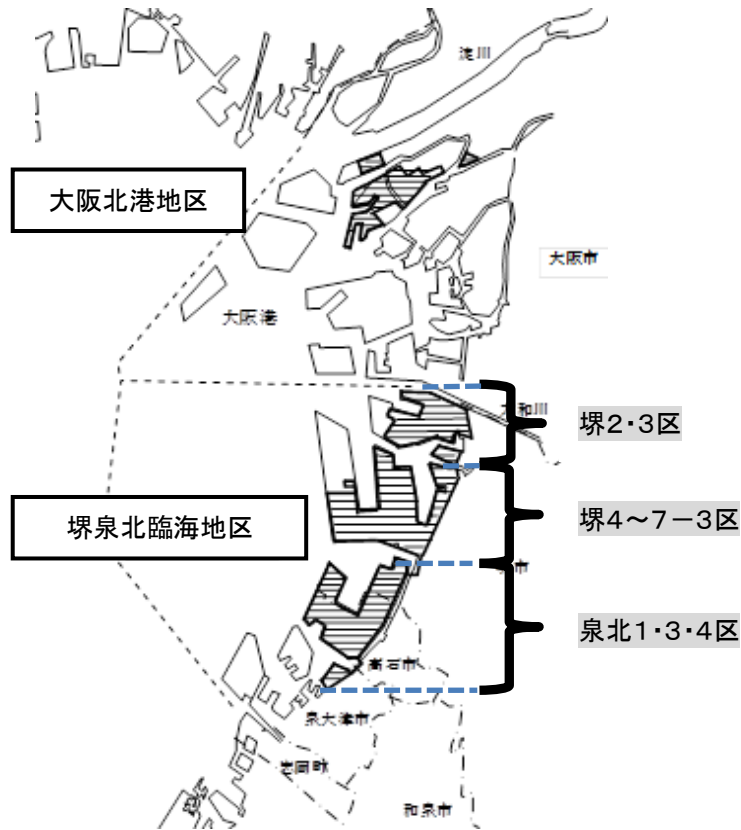 淀川
大阪北港地区
大阪市
大阪港
大和川
堺2・3区
堺泉北臨海地区
堺4～7－3区
市
泉北1・3・4区
高石市
泉大津市
忠岡町
和泉市